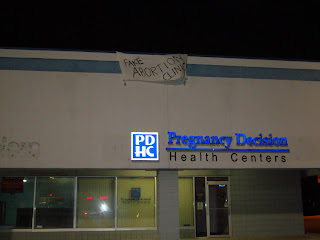 FAKE
ABORTION
CLINIC
PD
HC
Pregnancy Decision
Health Centers